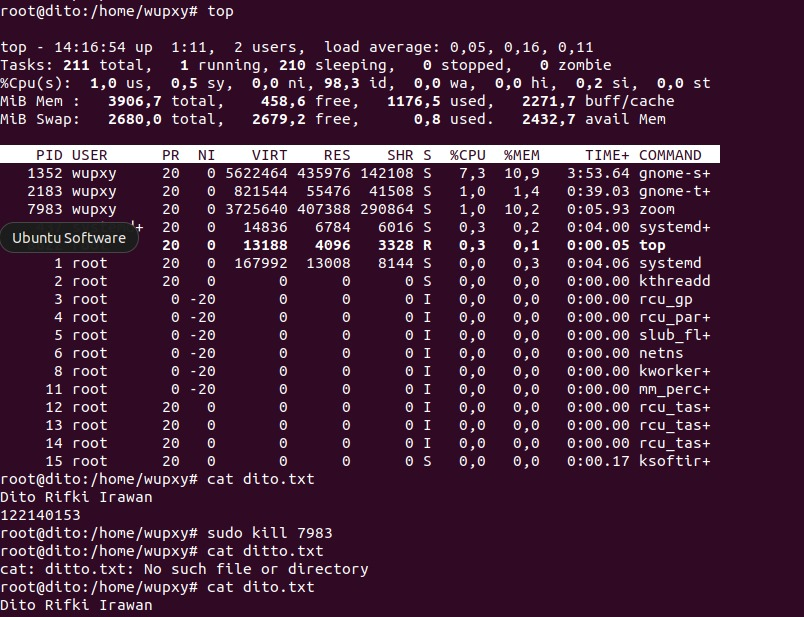 root@dito:/home/wupxy# top
top - 14:16:54 up  1:11,  2 users,  load average: 0,05, 0,16, 0,11
Tasks: 211 total,   1 running, 210 sleeping,   0 stopped,   0 zombie
%Cpu(s):  1,0 us,  0,5 sy,  0,0 ni, 98,3 id,  0,0 wa,  0,0 hi,  0,2 si,  0,0 st
MiB Mem :   3906,7 total,    458,6 free,   1176,5 used,   2271,7 buff/cache
MiB Swap:   2680,0 total,   2679,2 free,      0,8 used.   2432,7 avail Mem
PID USER      PR  NI    VIRT    RES    SHR S  %CPU  %MEM     TIME+ COMMAND
1352 wupxy     20   0 5622464 435976 142108 S   7,3  10,9   3:53.64 gnome-s+
2183 wupxy     20   0  821544  55476  41508 S   1,0   1,4   0:39.03 gnome-t+
7983 wupxy     20   0 3725640 407388 290864 S   1,0  10,2   0:05.93 zoom
d+  20   0   14836   6784   6016 S   0,3   0,2   0:04.00 systemd+
Ubuntu Software
20   0   13188   4096   3328 R   0,3   0,1   0:00.05 top
1 root      20   0  167992  13008   8144 S   0,0   0,3   0:04.06 systemd
2 root      20   0       0      0      0 S   0,0   0,0   0:00.00 kthreadd
3 root       0 -20       0      0      0 I   0,0   0,0   0:00.00 rcu_gp
4 root       0 -20       0      0      0 I   0,0   0,0   0:00.00 rcu_par+
5 root       0 -20       0      0      0 I   0,0   0,0   0:00.00 slub_fl+
6 root       0 -20       0      0      0 I   0,0   0,0   0:00.00 netns
8 root       0 -20       0      0      0 I   0,0   0,0   0:00.00 kworker+
11 root       0 -20       0      0      0 I   0,0   0,0   0:00.00 mm_perc+
12 root      20   0       0      0      0 I   0,0   0,0   0:00.00 rcu_tas+
13 root      20   0       0      0      0 I   0,0   0,0   0:00.00 rcu_tas+
14 root      20   0       0      0      0 I   0,0   0,0   0:00.00 rcu_tas+
15 root      20   0       0      0      0 S   0,0   0,0   0:00.17 ksoftir+
root@dito:/home/wupxy# cat dito.txt
Dito Rifki Irawan
122140153
root@dito:/home/wupxy# sudo kill 7983
root@dito:/home/wupxy# cat ditto.txt
cat: ditto.txt: No such file or directory
root@dito:/home/wupxy# cat dito.txt
Dito Rifki Irawan